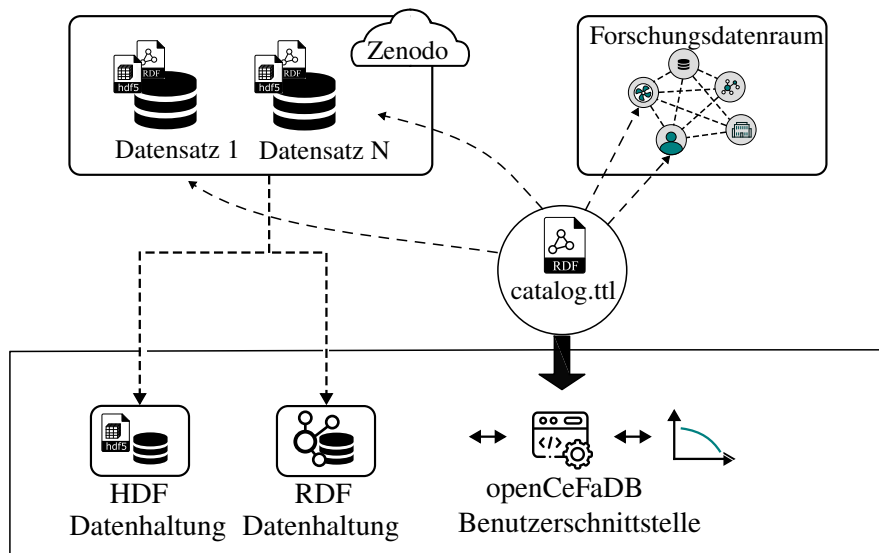 Zenodo
Forschungsdatenraum
RDF
hdf5
RDF
hdf5
Datensatz 1
Datensatz N
RDF
catalog.ttl
hdf5
</>
HDF
Datenhaltung
RDF
Datenhaltung
openCeFaDB
Benutzerschnittstelle